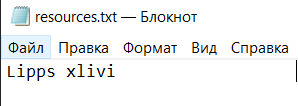 resources.txt — Блокнот
Файл Правка Формат Вид Справка
Lipps xlivi